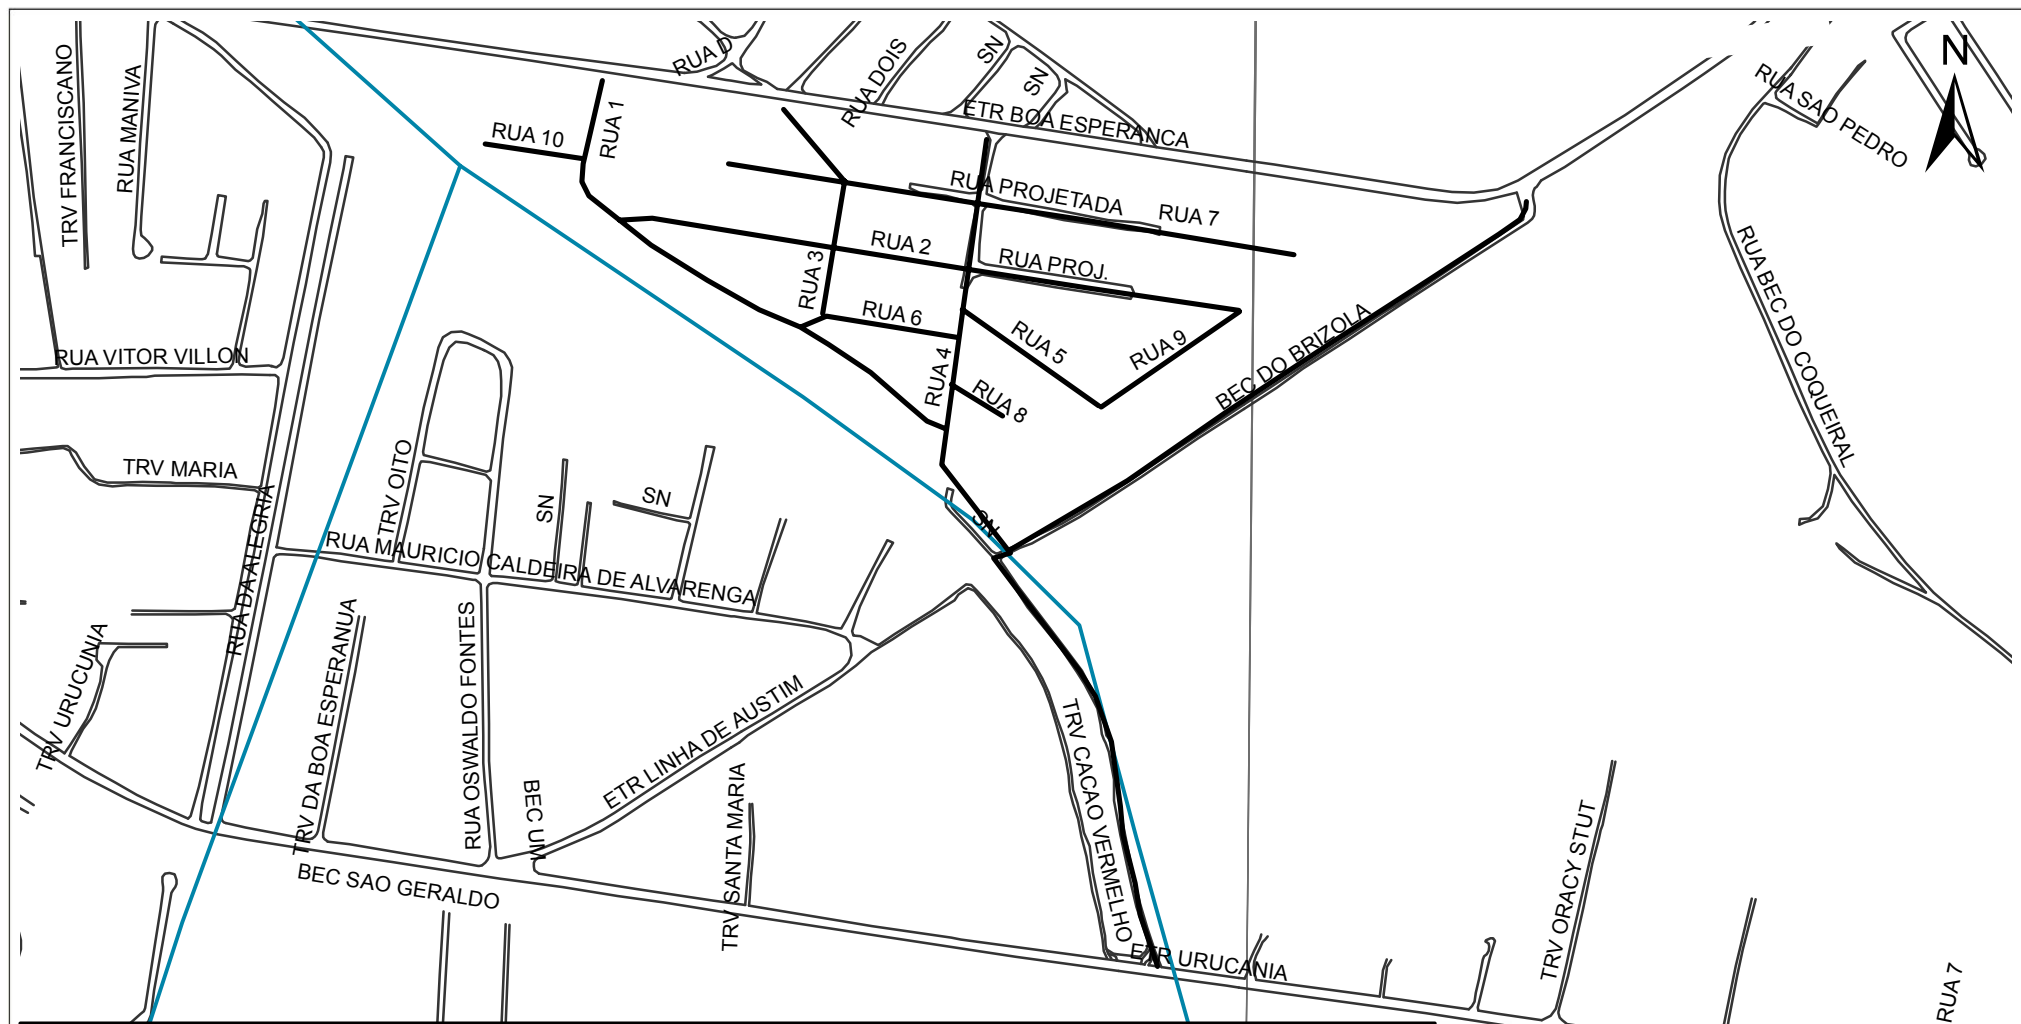 RUA D
RUA DOIS
SN
SN
N
TRV FRANCISCANO
RUA MANIVA
RUA 10
RUA 1
ETR BOA ESPERANCA
RUA SAO PEDRO
RUA PROJETADA
RUA 7
RUA 2
RUA PROJ.
RUA 3
RUA 6
RUA 5
RUA 9
RUA 4
RUA 8
BEC DO BRIZOLA
RUA BEC DO COQUEIRAL
RUA VITOR VILLON
TRV MARIA
TRV OITO
SN
SN
SN
RUA DA ALEGRIA
RUA MAURICIO CALDEIRA DE ALVARENGA
TRV URUCUNIA
TRV DA BOA ESPERANUA
RUA OSWALDO FONTES
BEC UM
ETR LINHA DE AUSTIM
TRV SANTA MARIA
TRV CACAO VERMELHO
BEC SAO GERALDO
ETR URUCANIA
TRV ORACY STUT
RUA 7